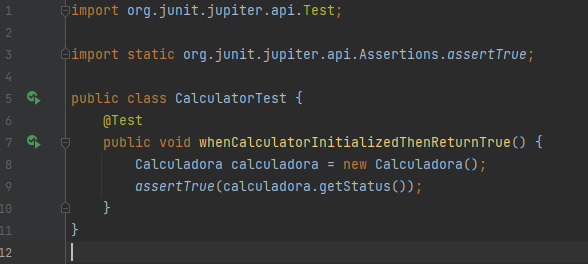 1 import org.junit.jupiter.api.Test;
2
3 import static org.junit.jupiter.api.Assertions.assertTrue;
4
5 public class CalculatorTest {
6 @Test
7 public void whenCalculatorInitializedThenReturnTrue() {
8 Calculadora calculadora = new Calculadora();
9 assertTrue(calculadora.getStatus());
10 }
11 }
12